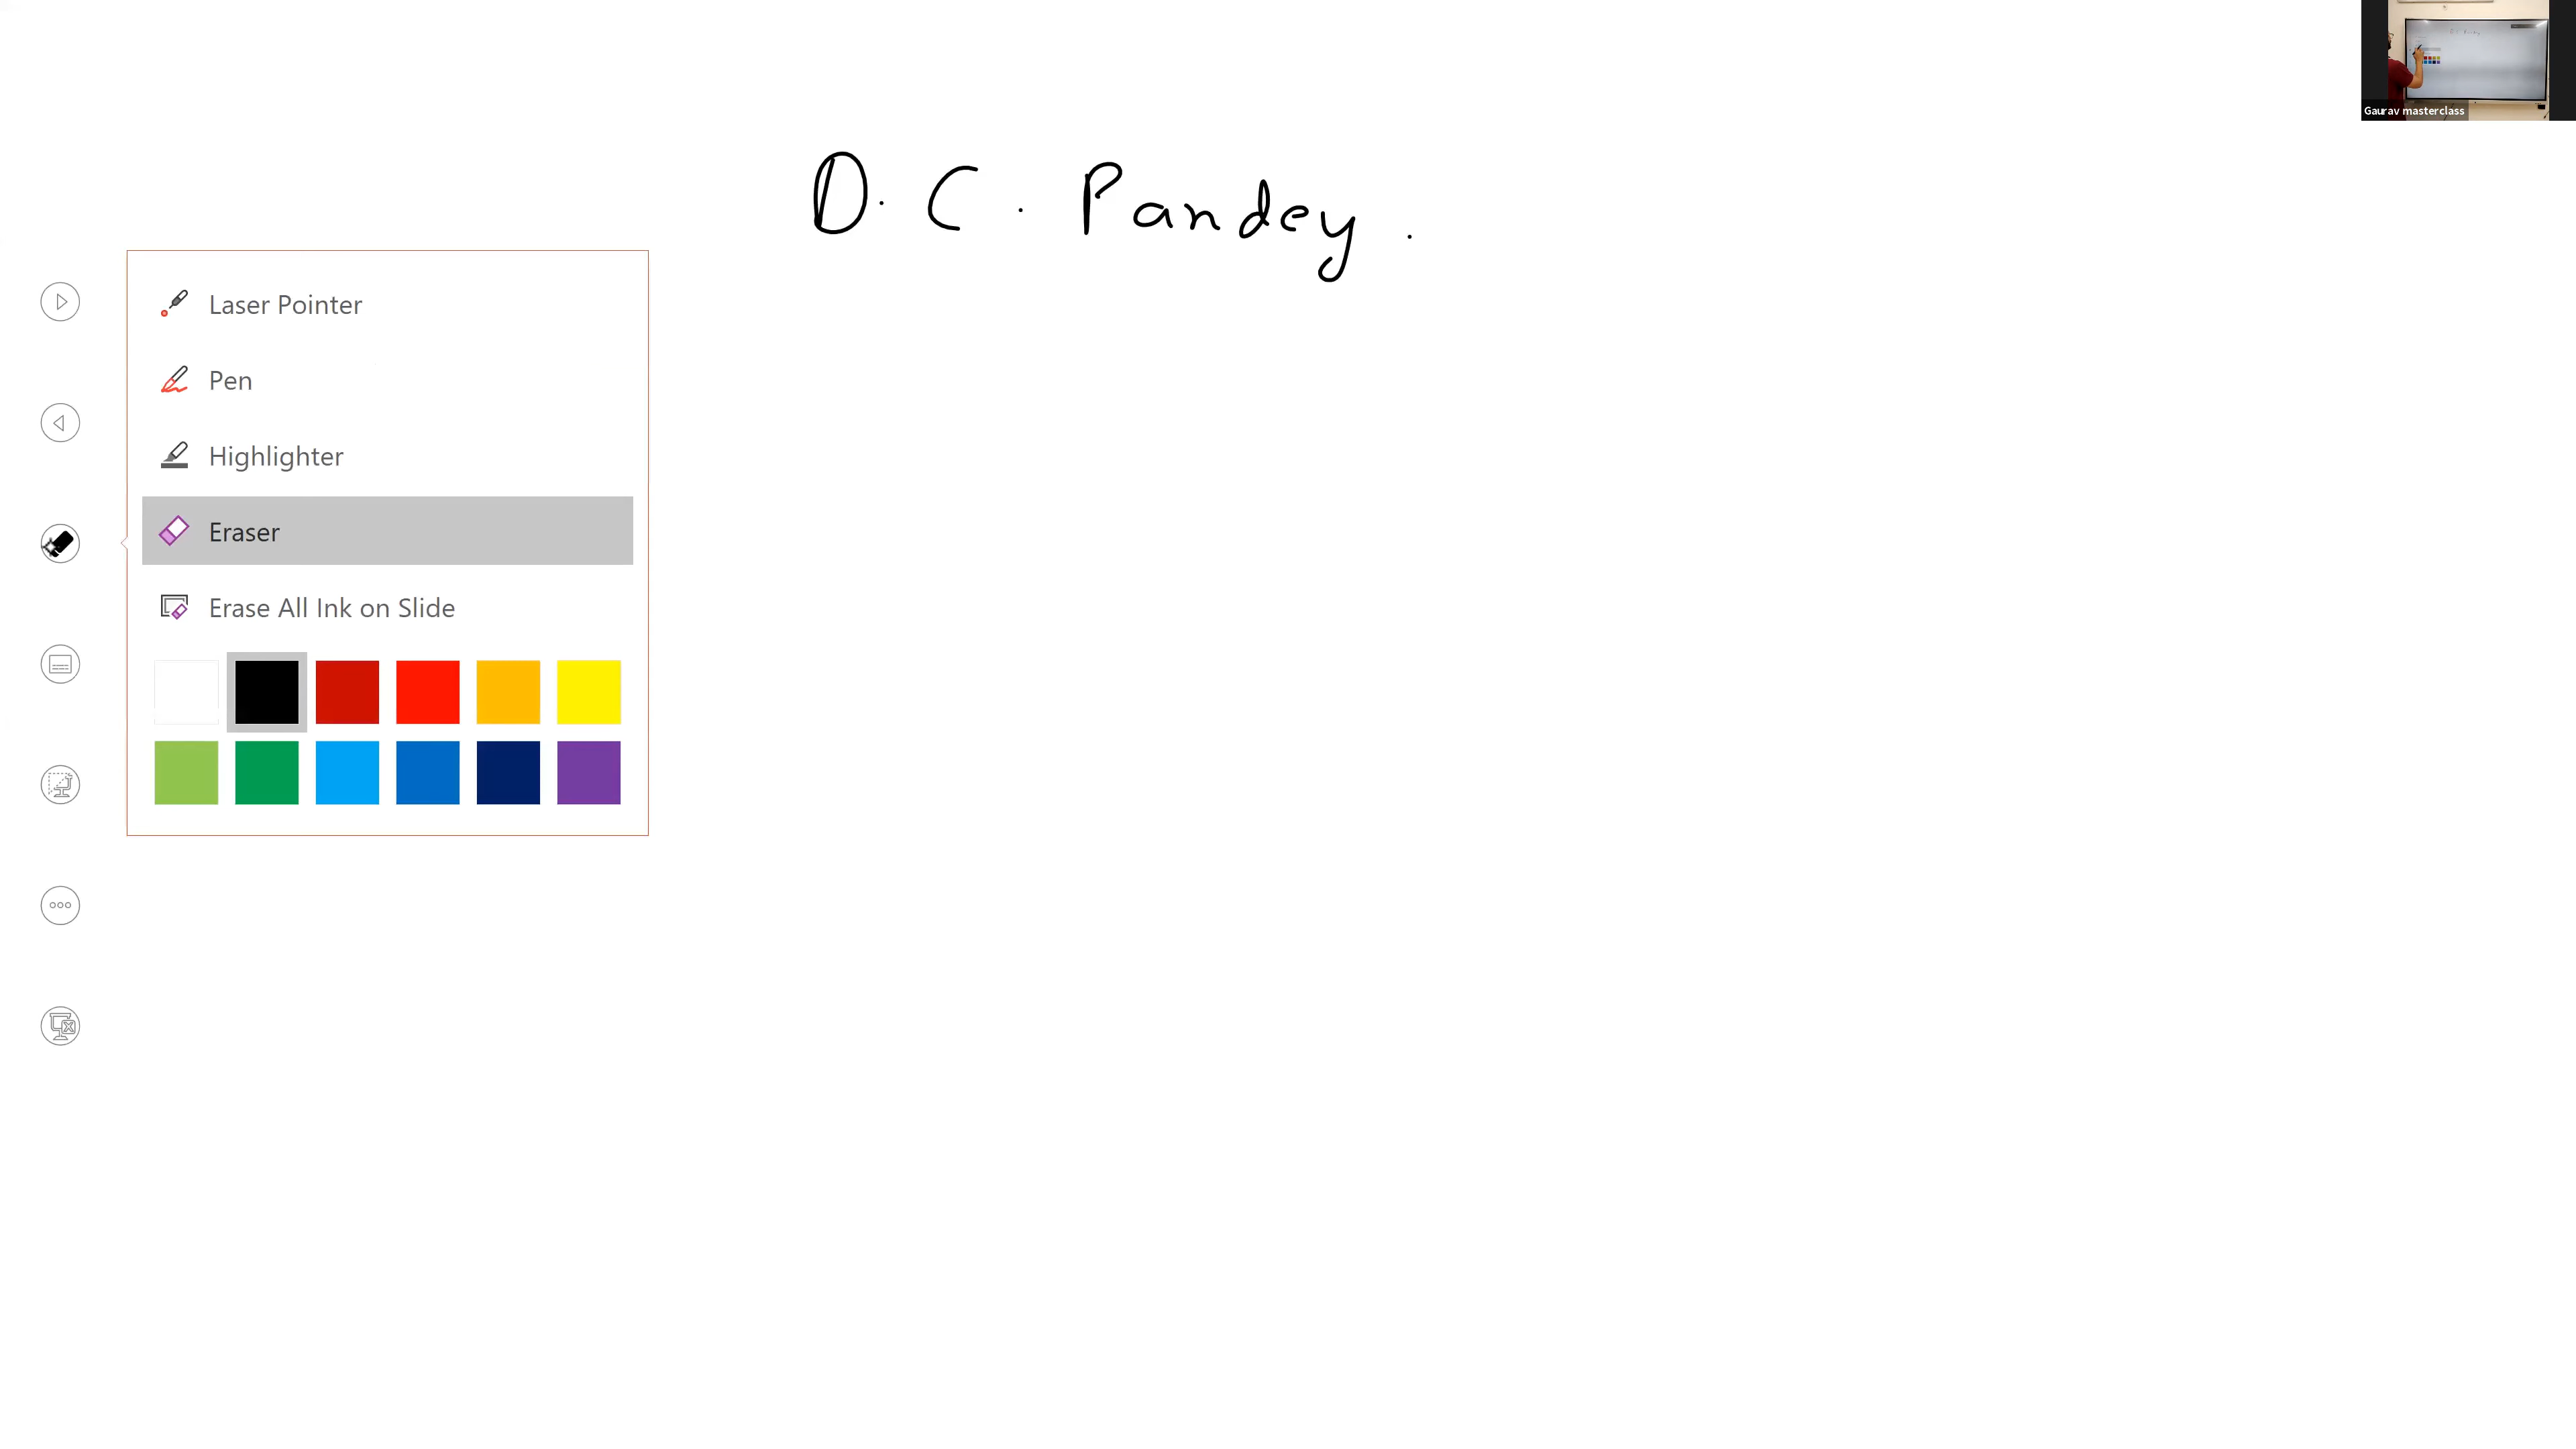 Gaurav masterclass
D. C. Pandey.
Laser Pointer
Pen
Highlighter
Eraser
Erase All Ink on Slide